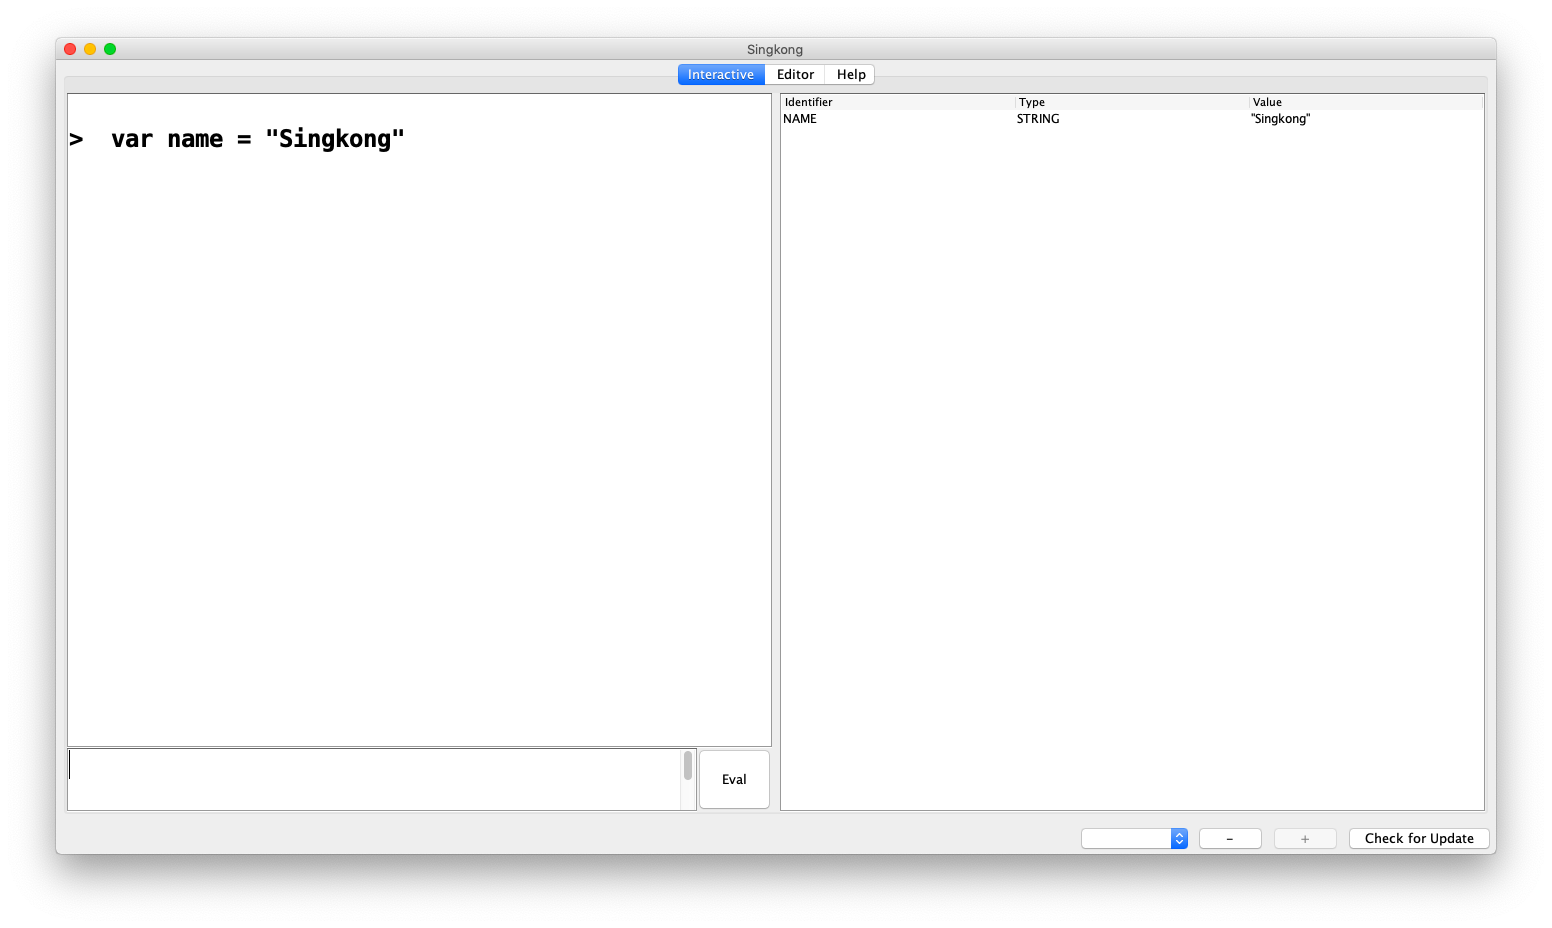 Singkong
Interactive Editor Help
> var name = "Singkong"
Identifier Type Value
NAME STRING "Singkong"
Eval
- + Check for Update